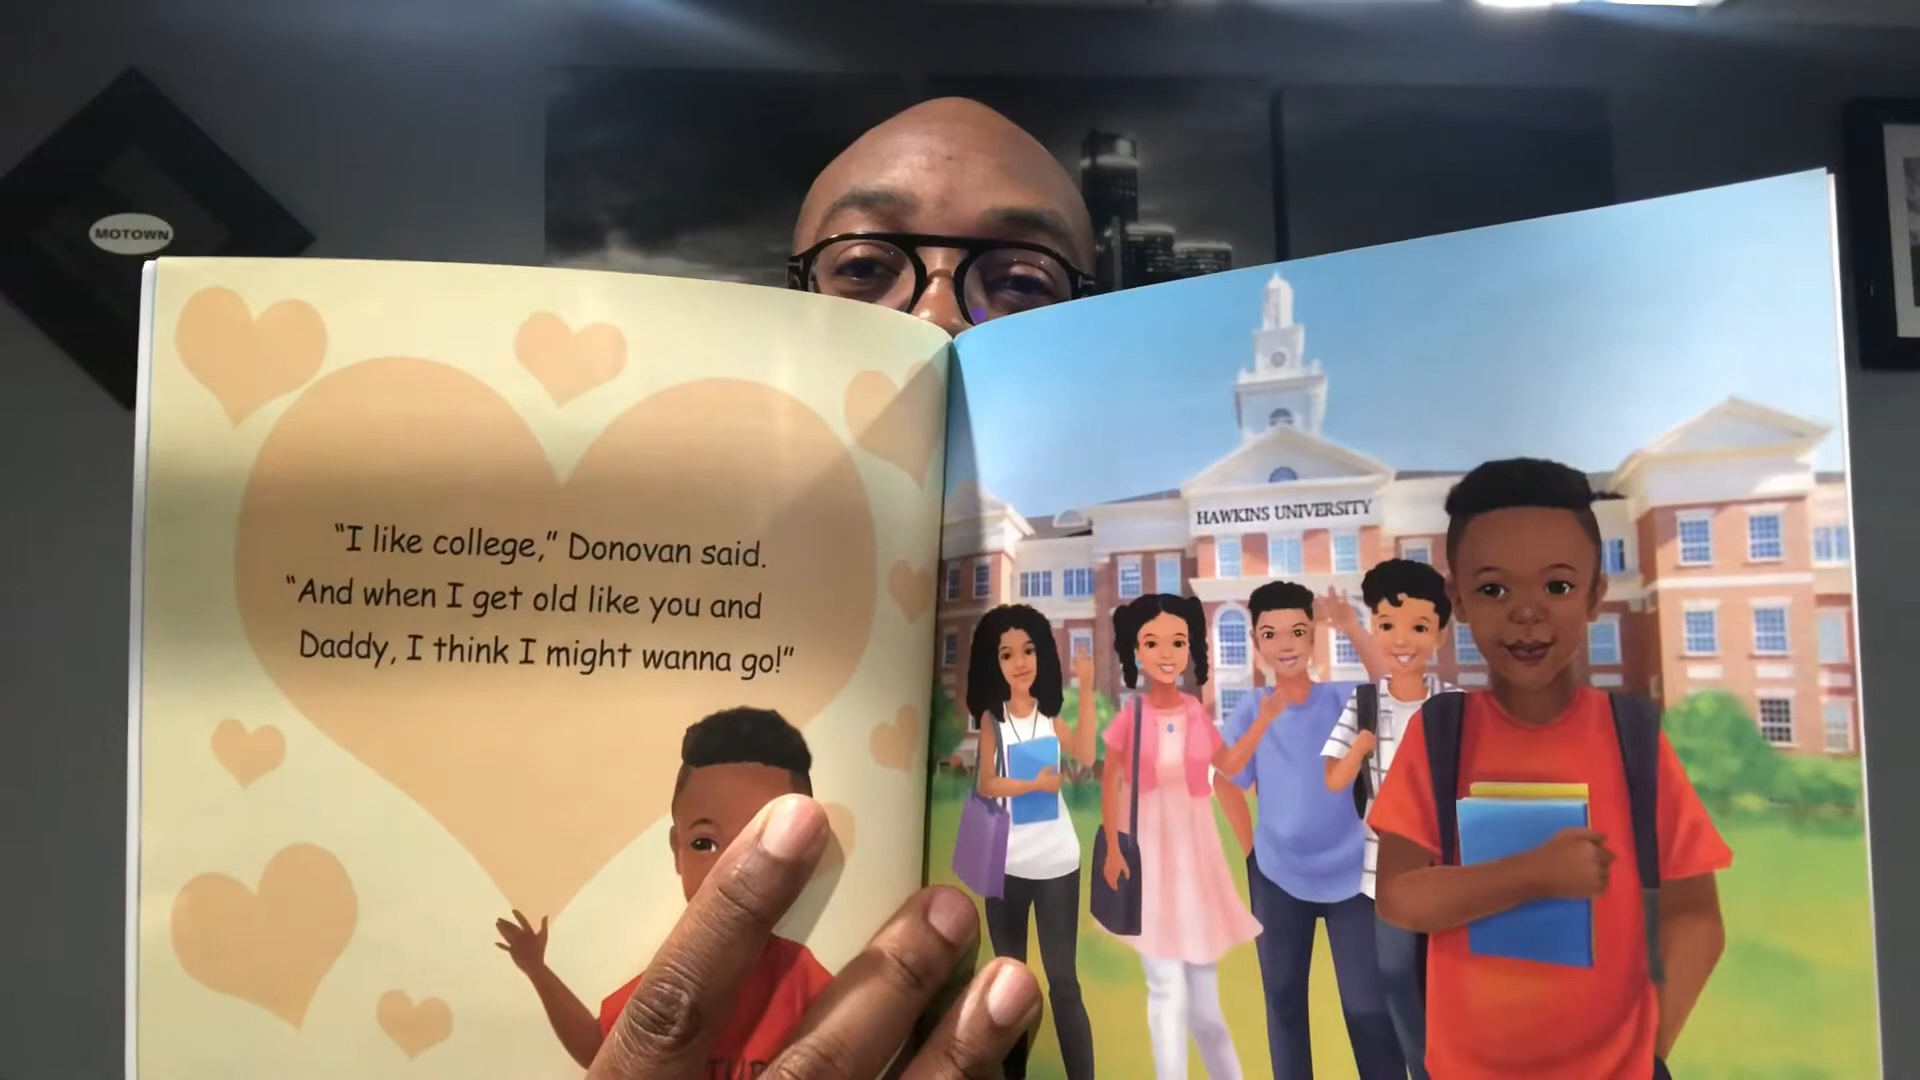 MOTOWN
"I like college," Donovan said.
"And when I get old like you and
Daddy, I think I might wanna go!"
HAWKINS UNIVERSITY